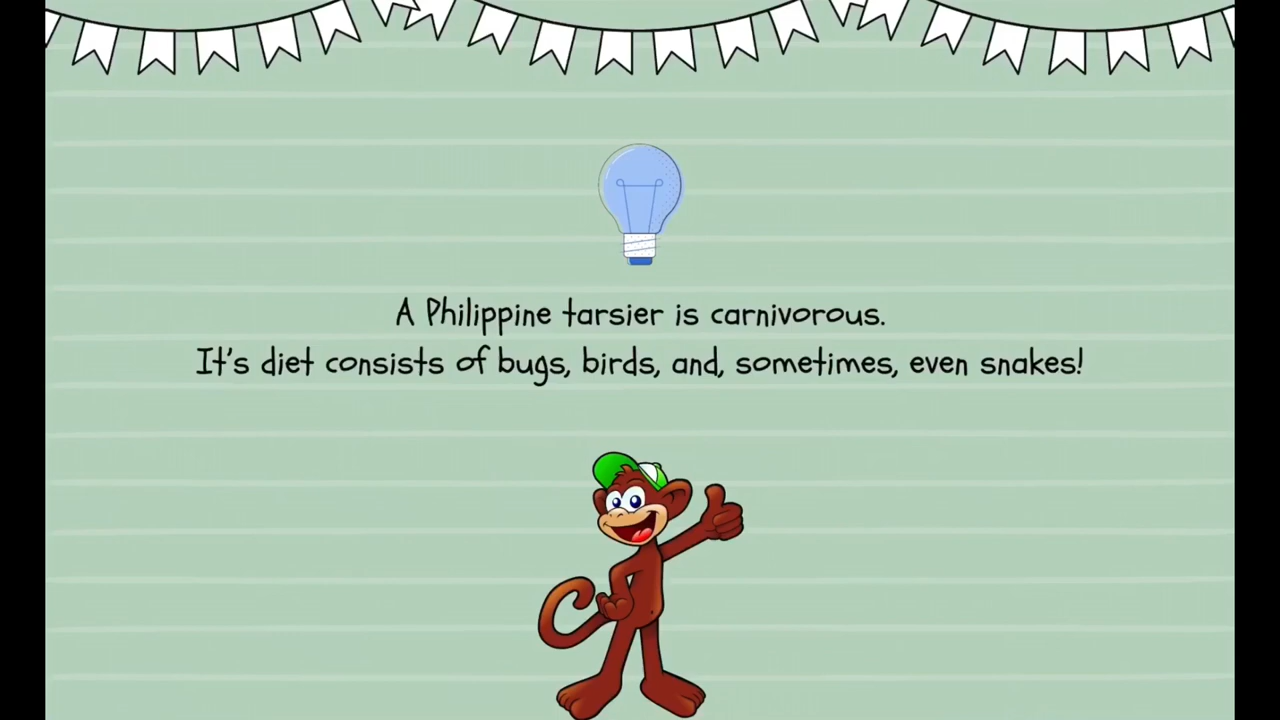 A Philippine tarsier is carnivorous.
It's diet consists of bugs, birds, and, sometimes, even snakes!